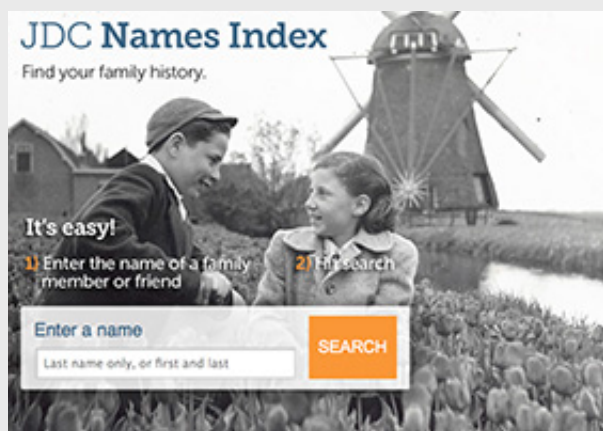 JDC Names Index
Find your family history.
It's easy!
1) Enter the name of a family
member or friend
2) Hit search
Enter a name
Last name only, or first and last
SEARCH